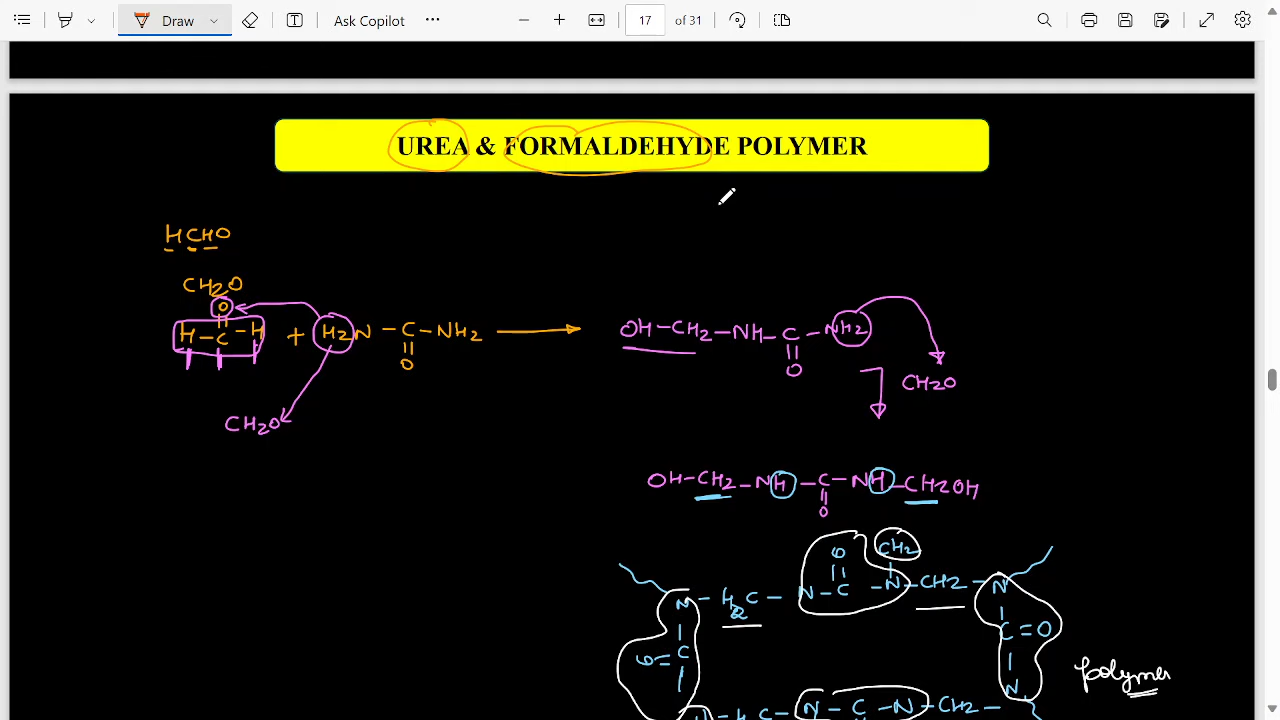 Draw
Ask Copilot
17 of 31
UREA & FORMALDEHYDE POLYMER
HCHO
CH2O
O
H-C-H + H2N-C-NH2 → OH-CH2-NH-C-NH2
O O
CH2O
CH2O
OH-CH2-NH-C-NH-CH2OH
O
O CH2
N-H2C-N-C-N-CH2-N
O=C C=O
N
polymer
N-H2C-N-C-N-CH2-